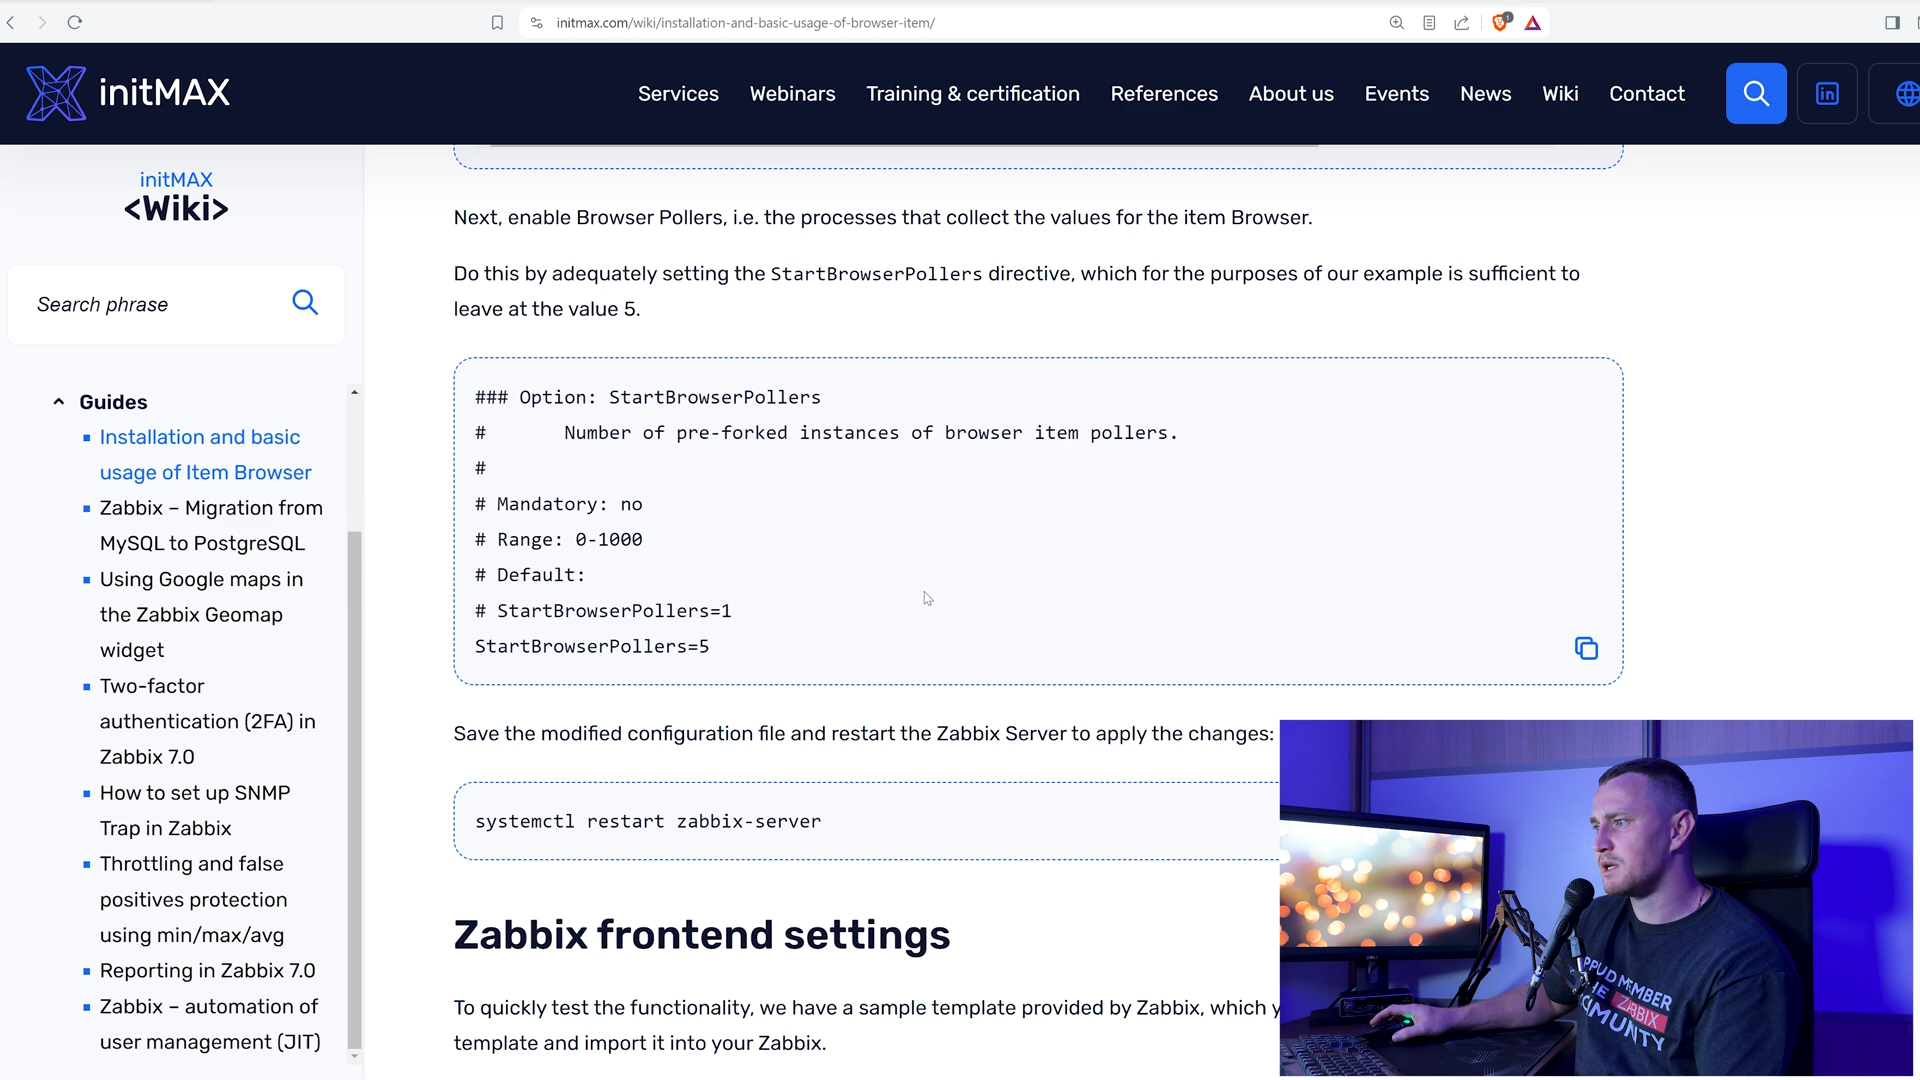 initmax.com/wiki/installation-and-basic-usage-of-browser-item/
initMAX
Services
Webinars
Training & certification
References
About us
Events
News
Wiki
Contact
initMAX
<Wiki>
Search phrase
Guides
Installation and basic
usage of Item Browser
Zabbix – Migration from
MySQL to PostgreSQL
Using Google maps in
the Zabbix Geomap
widget
Two-factor
authentication (2FA) in
Zabbix 7.0
How to set up SNMP
Trap in Zabbix
Throttling and false
positives protection
using min/max/avg
Reporting in Zabbix 7.0
Zabbix – automation of
user management (JIT)
Next, enable Browser Pollers, i.e. the processes that collect the values for the item Browser.
Do this by adequately setting the StartBrowserPollers directive, which for the purposes of our example is sufficient to
leave at the value 5.
### Option: StartBrowserPollers
#       Number of pre-forked instances of browser item pollers.
#
# Mandatory: no
# Range: 0-1000
# Default:
# StartBrowserPollers=1
StartBrowserPollers=5
Save the modified configuration file and restart the Zabbix Server to apply the changes:
systemctl restart zabbix-server
Zabbix frontend settings
To quickly test the functionality, we have a sample template provided by Zabbix, which
template and import it into your Zabbix.
MEMBER
ZABBIX